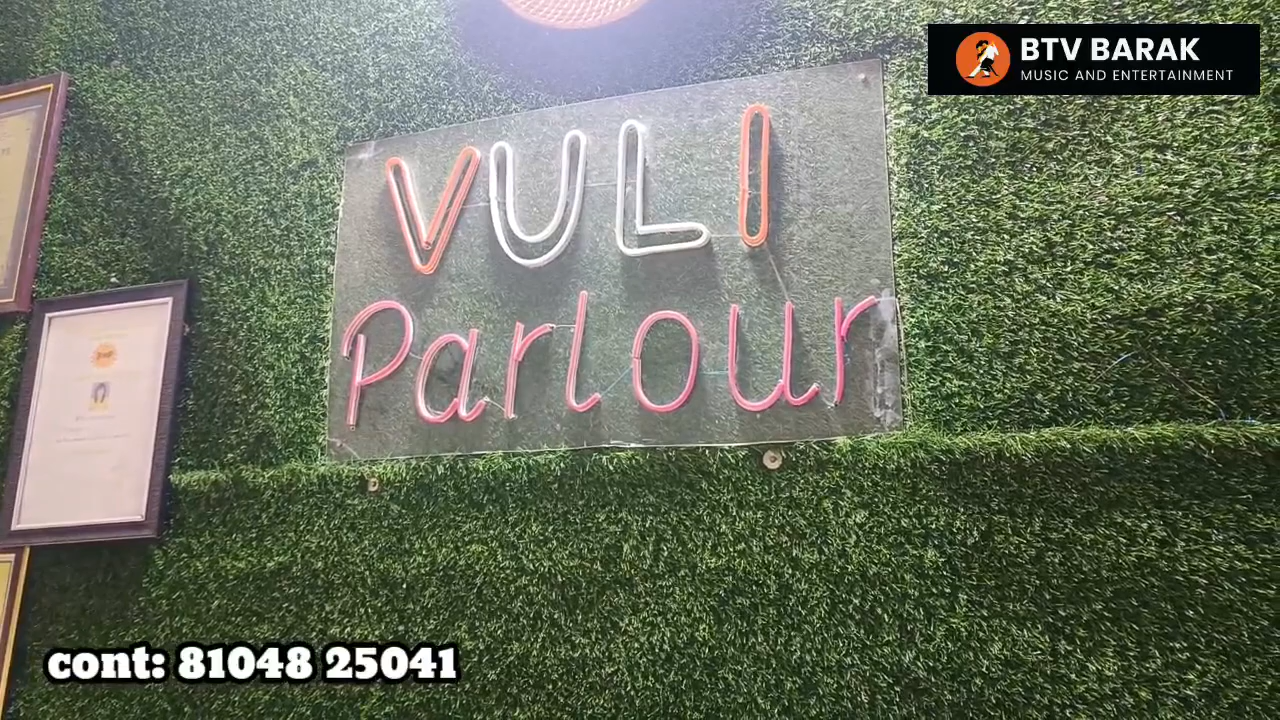 BTV BARAK
MUSIC AND ENTERTAINMENT
VULI
Parlour
cont: 81048 25041